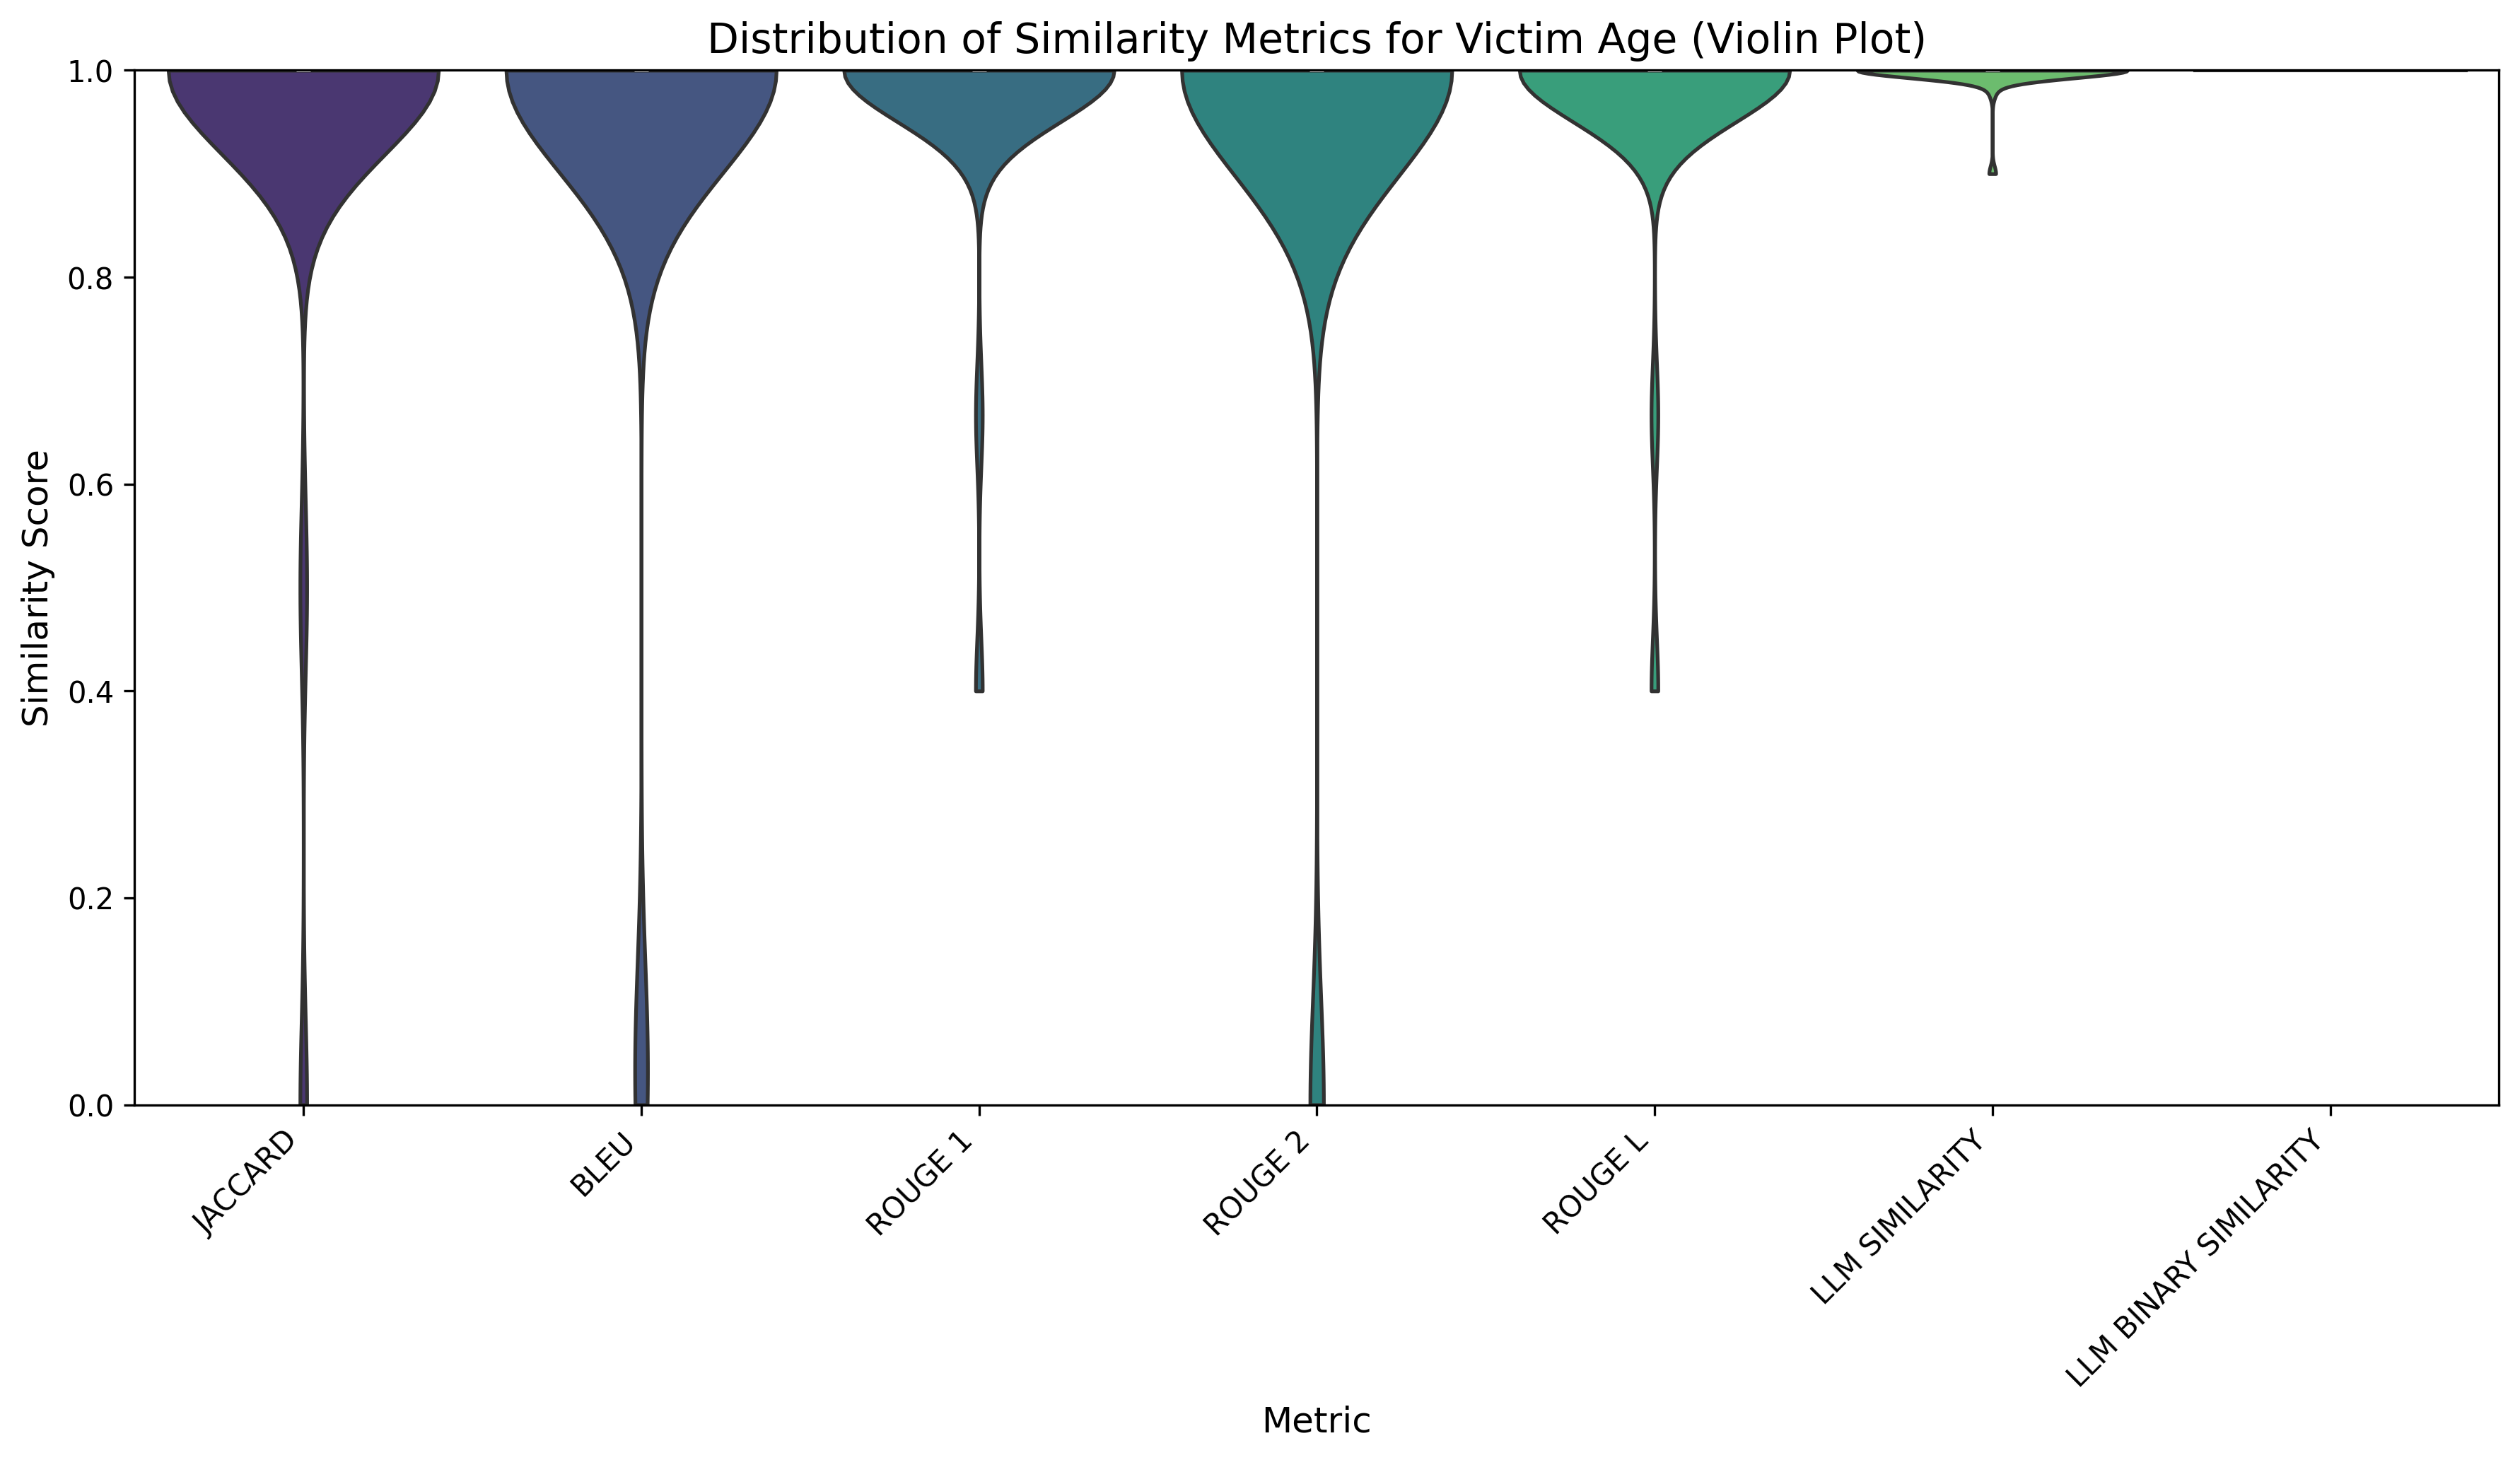 Distribution of Similarity Metrics for Victim Age (Violin Plot)
1.0
0.8
0.6
0.4
0.2
0.0
Similarity Score
JACCARD
BLEU
ROUGE 1
ROUGE 2
ROUGE L
LLM SIMILARITY
LLM BINARY SIMILARITY
Metric